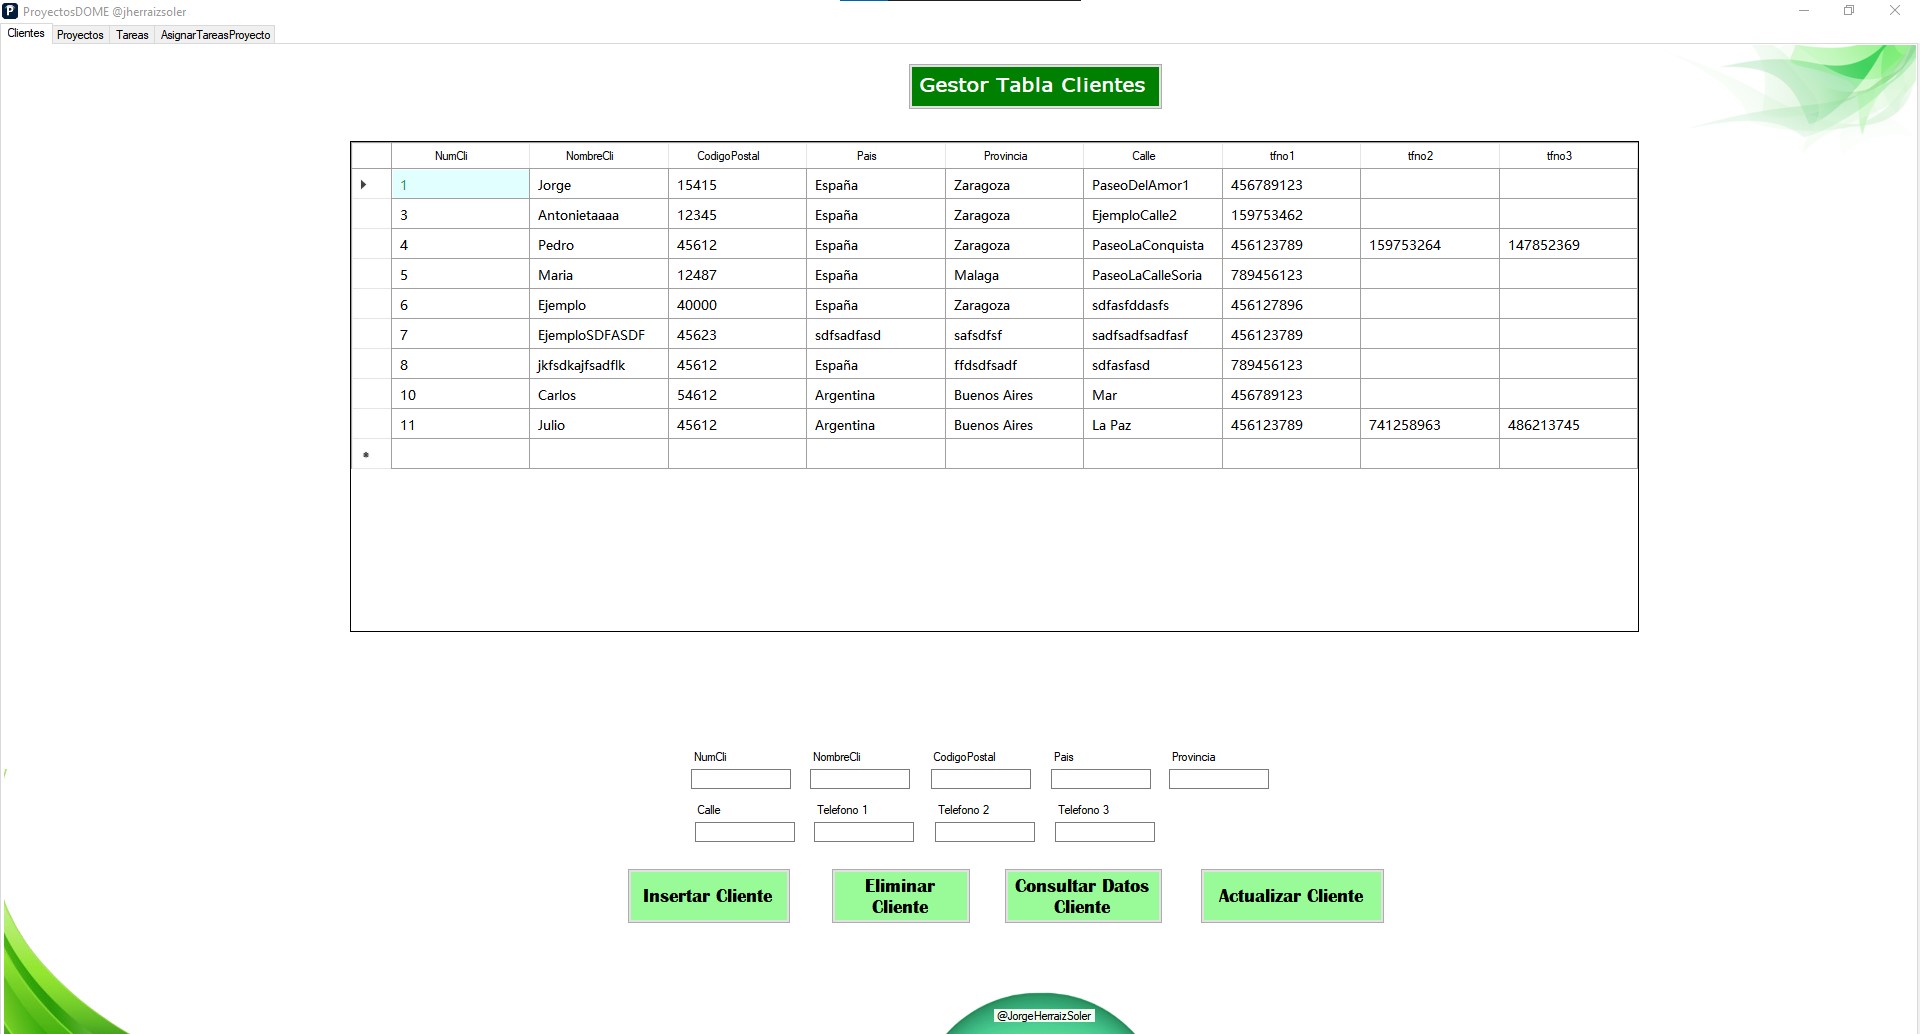 ProyectosDOME @jherraizsoler
Clientes Proyectos Tareas AsignarTareasProyecto
Gestor Tabla Clientes
NumCli NombreCli CodigoPostal Pais Provincia Calle tfno1 tfno2 tfno3
1 Jorge 15415 España Zaragoza PaseoDelAmor1 456789123
3 Antonietaaaa 12345 España Zaragoza EjemploCalle2 159753462
4 Pedro 45612 España Zaragoza PaseoLaConquista 456123789 159753264 147852369
5 Maria 12487 España Malaga PaseoLaCalleSoria 789456123
6 Ejemplo 40000 España Zaragoza sdfasfddasfs 456127896
7 EjemploSDFASDF 45623 sdfsadfasd safsdfsf sadfsadfsadfasf 456123789
8 jkfsdkajfsadflk 45612 España ffdsdfsadf sdfasfasd 789456123
10 Carlos 54612 Argentina Buenos Aires Mar 456789123
11 Julio 45612 Argentina Buenos Aires La Paz 456123789 741258963 486213745
NumCli NombreCli CodigoPostal Pais Provincia
Calle Telefono 1 Telefono 2 Telefono 3
Insertar Cliente
Eliminar
Cliente
Consultar Datos
Cliente
Actualizar Cliente
@JorgeHerraizSoler